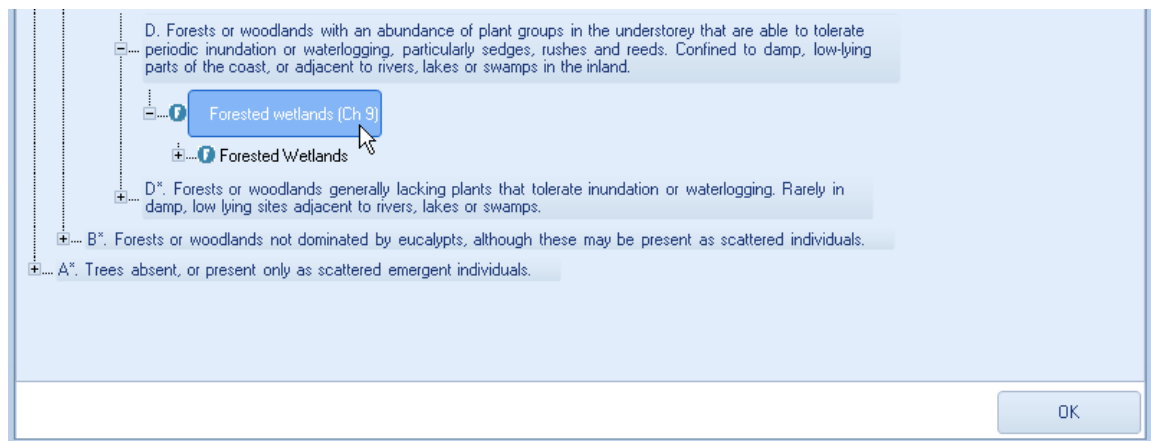 D. Forests or woodlands with an abundance of plant groups in the understorey that are able to tolerate
periodic inundation or waterlogging, particularly sedges, rushes and reeds. Confined to damp, low-lying
parts of the coast, or adjacent to rivers, lakes or swamps in the inland.
F Forested wetlands (Ch 9)
F Forested Wetlands
D*. Forests or woodlands generally lacking plants that tolerate inundation or waterlogging. Rarely in
damp, low lying sites adjacent to rivers, lakes or swamps.
B*. Forests or woodlands not dominated by eucalypts, although these may be present as scattered individuals.
A*. Trees absent, or present only as scattered emergent individuals.
OK